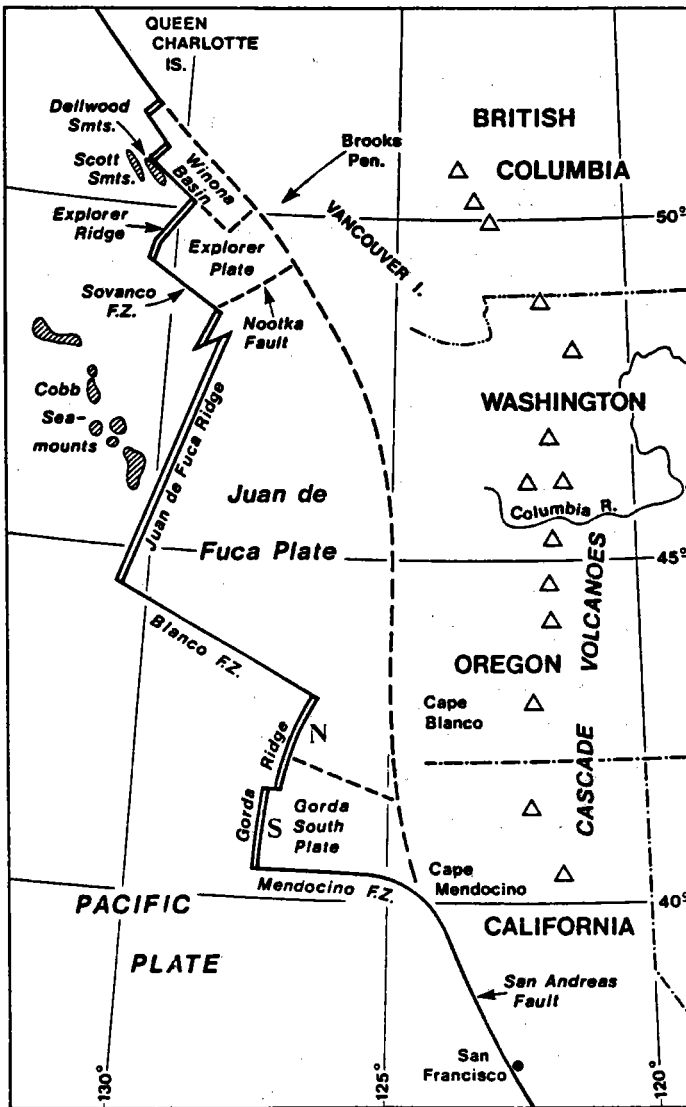 QUEEN
CHARLOTTE
IS.
Dellwood
Smts.
Scott
Smts.
Winona
Basin
Brooks
Pen.
BRITISH
COLUMBIA
50°
Explorer
Ridge
Explorer
Plate
VANCOUVER I.
Sovanco
F.Z.
Nootka
Fault
Cobb
Sea-
mounts
WASHINGTON
Juan de Fuca Ridge
Juan de
Fuca Plate
Columbia R.
45°
Blanco F.Z.
CASCADE VOLCANOES
OREGON
Cape
Blanco
Gorda Ridge
N
S
Gorda
South
Plate
Mendocino F.Z.
Cape
Mendocino
40°
CALIFORNIA
PACIFIC
PLATE
San Andreas
Fault
San
Francisco
130°
125°
120°